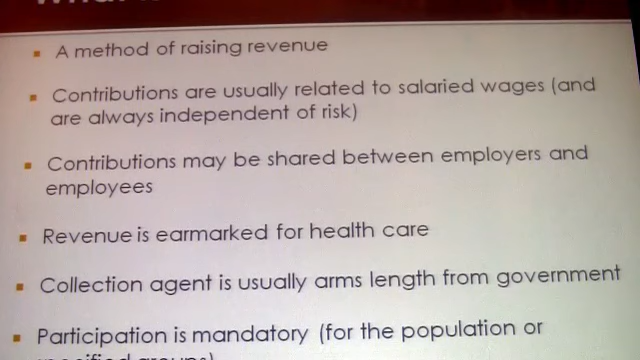 A method of raising revenue
Contributions are usually related to salaried wages (and
are always independent of risk)
Contributions may be shared between employers and
employees
Revenue is earmarked for health care
Collection agent is usually arms length from government
Participation is mandatory (for the population or